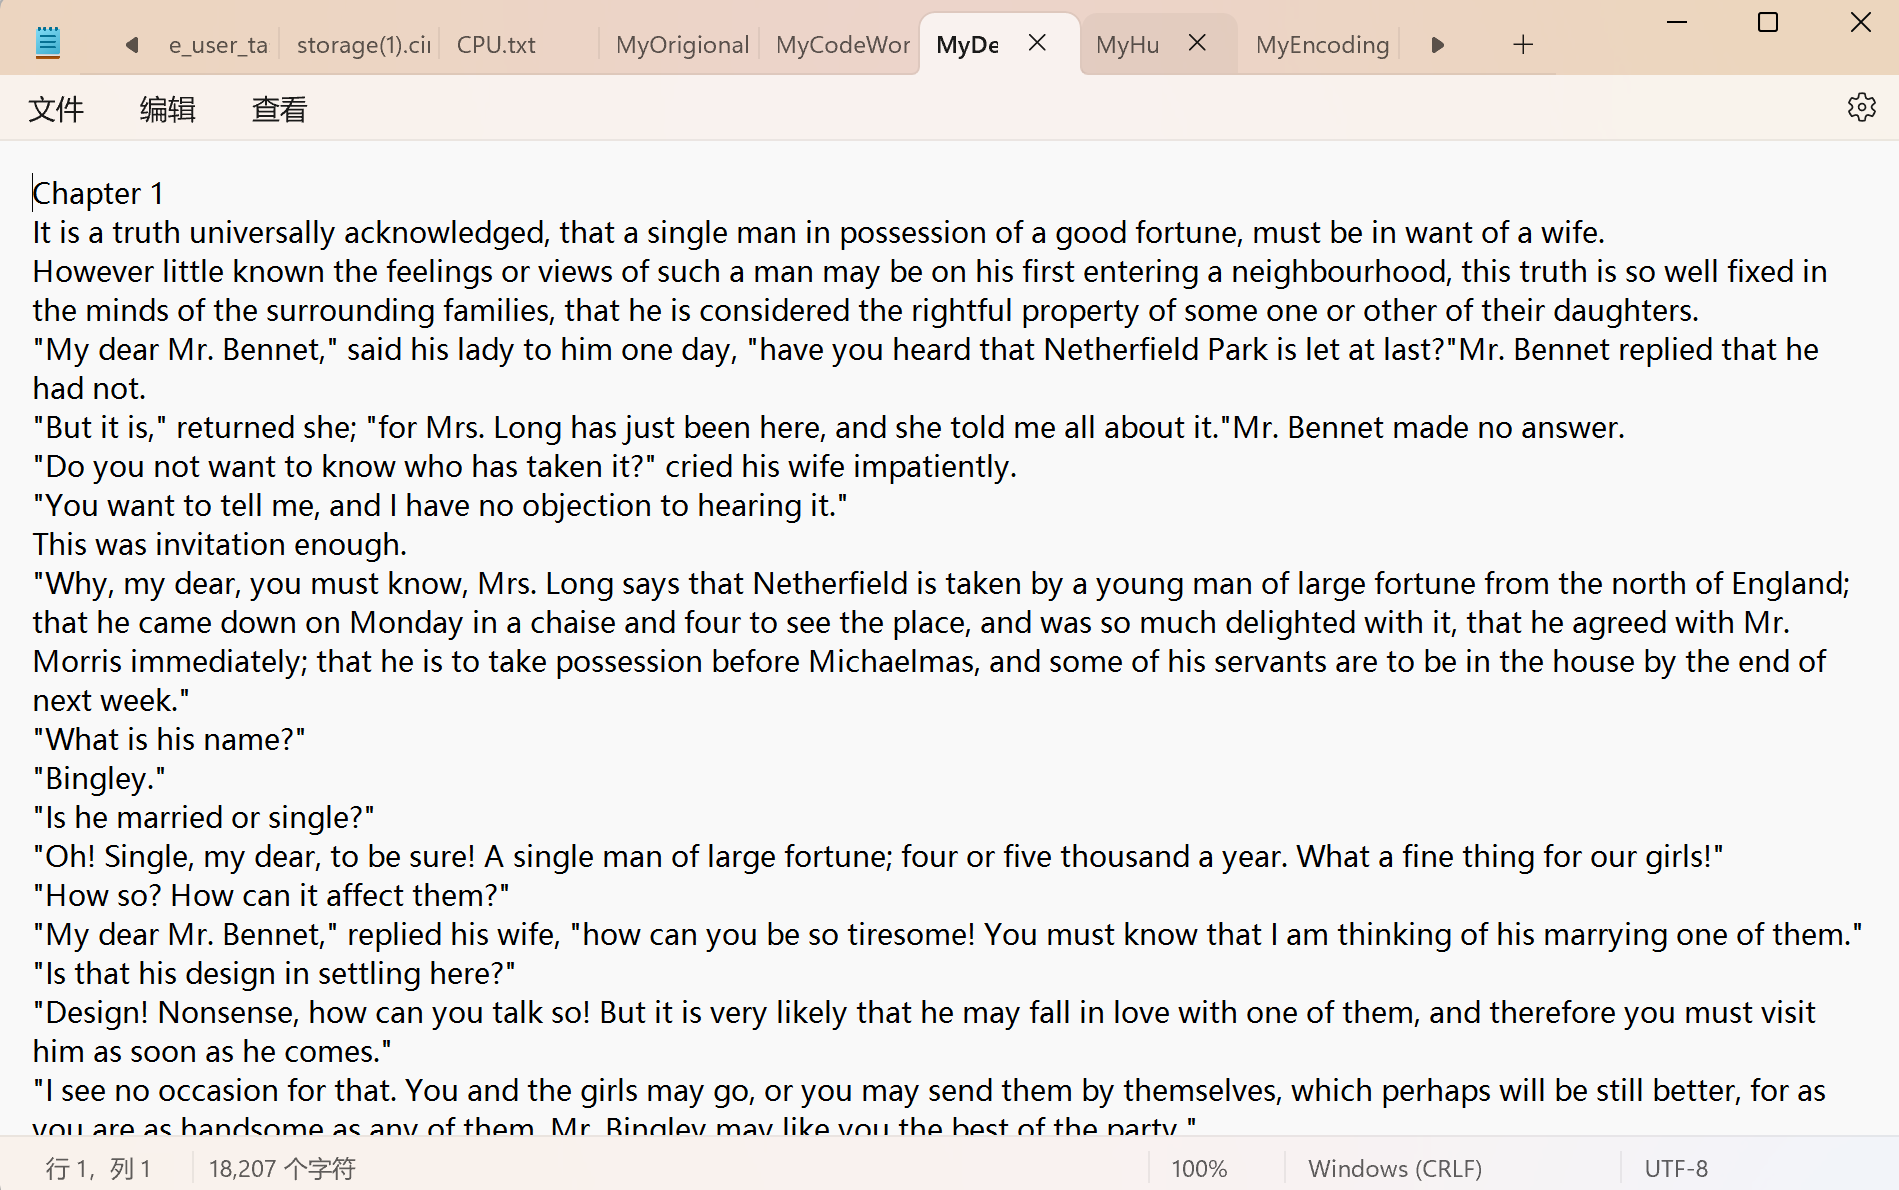 e_user_ta
storage(1).cii
CPU.txt
MyOrigional
MyCodeWor
MyDe
MyHu
MyEncoding
文件
编辑
查看
Chapter 1
It is a truth universally acknowledged, that a single man in possession of a good fortune, must be in want of a wife.
However little known the feelings or views of such a man may be on his first entering a neighbourhood, this truth is so well fixed in
the minds of the surrounding families, that he is considered the rightful property of some one or other of their daughters.
"My dear Mr. Bennet," said his lady to him one day, "have you heard that Netherfield Park is let at last?"Mr. Bennet replied that he
had not.
"But it is," returned she; "for Mrs. Long has just been here, and she told me all about it."Mr. Bennet made no answer.
"Do you not want to know who has taken it?" cried his wife impatiently.
"You want to tell me, and I have no objection to hearing it."
This was invitation enough.
"Why, my dear, you must know, Mrs. Long says that Netherfield is taken by a young man of large fortune from the north of England;
that he came down on Monday in a chaise and four to see the place, and was so much delighted with it, that he agreed with Mr.
Morris immediately; that he is to take possession before Michaelmas, and some of his servants are to be in the house by the end of
next week."
"What is his name?"
"Bingley."
"Is he married or single?"
"Oh! Single, my dear, to be sure! A single man of large fortune; four or five thousand a year. What a fine thing for our girls!"
"How so? How can it affect them?"
"My dear Mr. Bennet," replied his wife, "how can you be so tiresome! You must know that I am thinking of his marrying one of them."
"Is that his design in settling here?"
"Design! Nonsense, how can you talk so! But it is very likely that he may fall in love with one of them, and therefore you must visit
him as soon as he comes."
"I see no occasion for that. You and the girls may go, or you may send them by themselves, which perhaps will be still better, for as
you are as handsome as any of them, Mr. Bingley may like you the best of the party."
行 1，列 1
18,207 个字符
100%
Windows (CRLF)
UTF-8